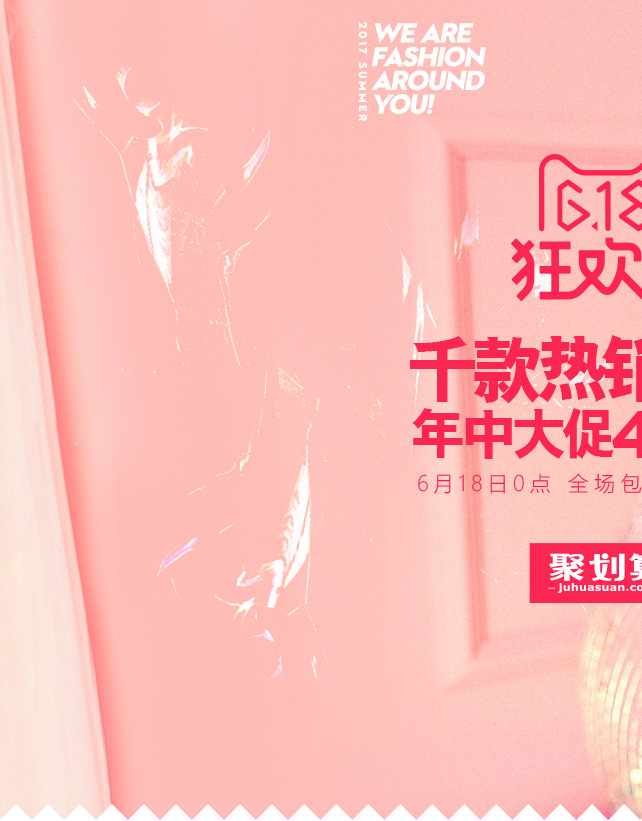 2017 SUMMER
WE ARE
FASHION
AROUND
YOU!
6.18
狂欢
千款热销
年中大促4
6月18日0点 全场包
聚划算
juhuasuan.co